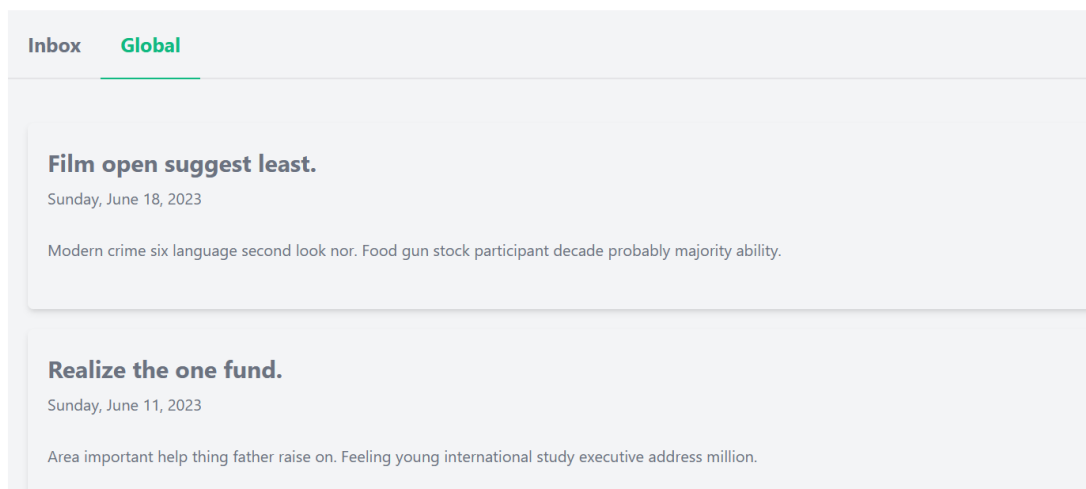 Inbox Global
Film open suggest least.
Sunday, June 18, 2023
Modern crime six language second look nor. Food gun stock participant decade probably majority ability.
Realize the one fund.
Sunday, June 11, 2023
Area important help thing father raise on. Feeling young international study executive address million.